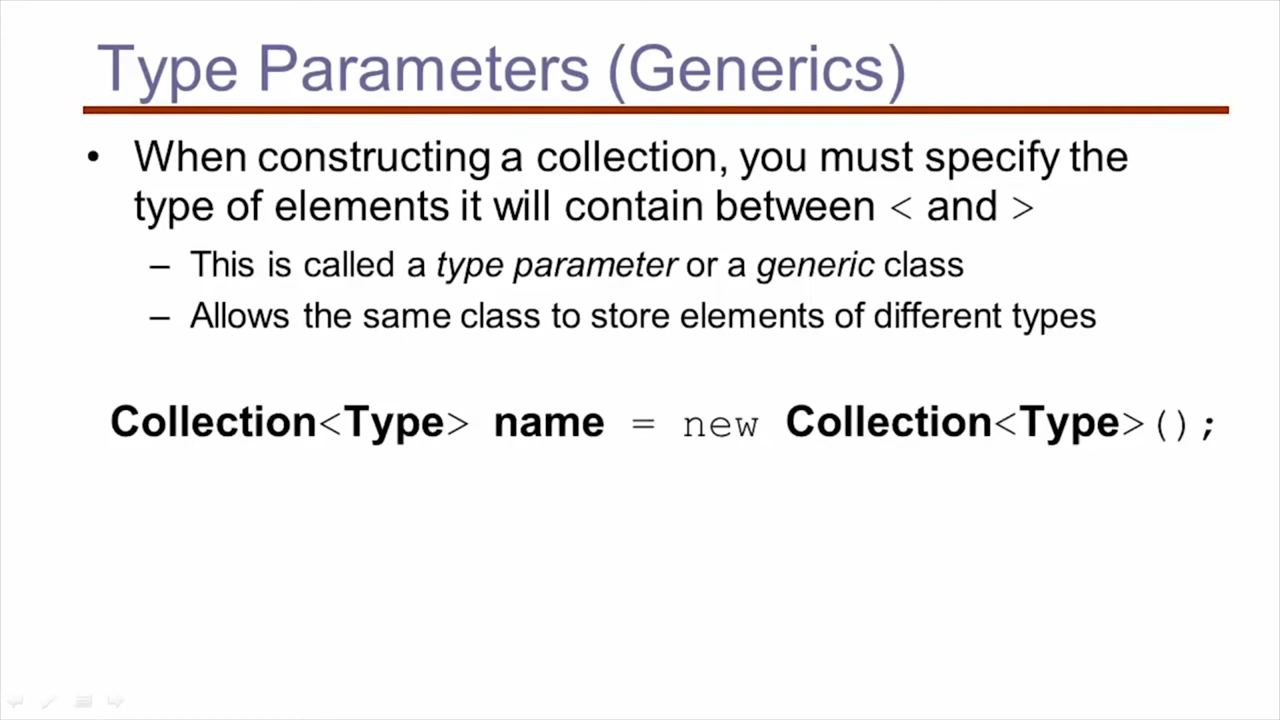 Type Parameters (Generics)
• When constructing a collection, you must specify the
type of elements it will contain between < and >
– This is called a type parameter or a generic class
– Allows the same class to store elements of different types
Collection<Type> name = new Collection<Type>();